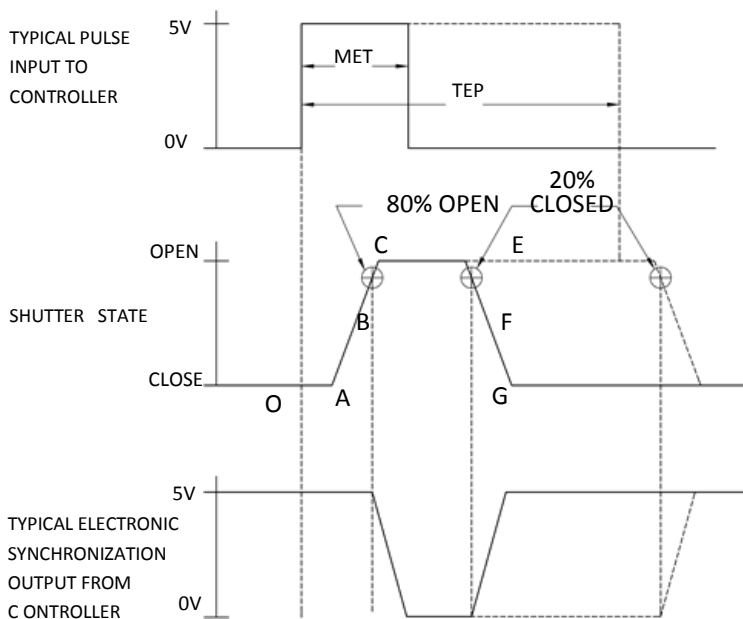 TYPICAL PULSE
INPUT TO
CONTROLLER
5V
0V
MET
TEP
80% OPEN
20%
CLOSED
OPEN
CLOSE
SHUTTER STATE
O
A
B
C
E
F
G
TYPICAL ELECTRONIC
SYNCHRONIZATION
OUTPUT FROM
C ONTROLLER
5V
0V